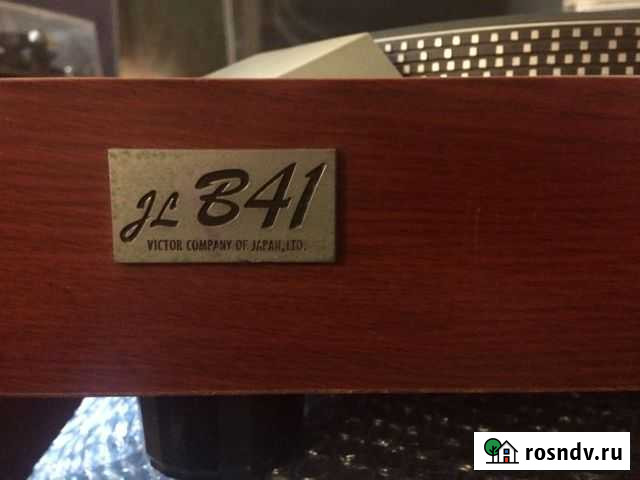 JL B41
VICTOR COMPANY OF JAPAN, LTD.
rosndv.ru